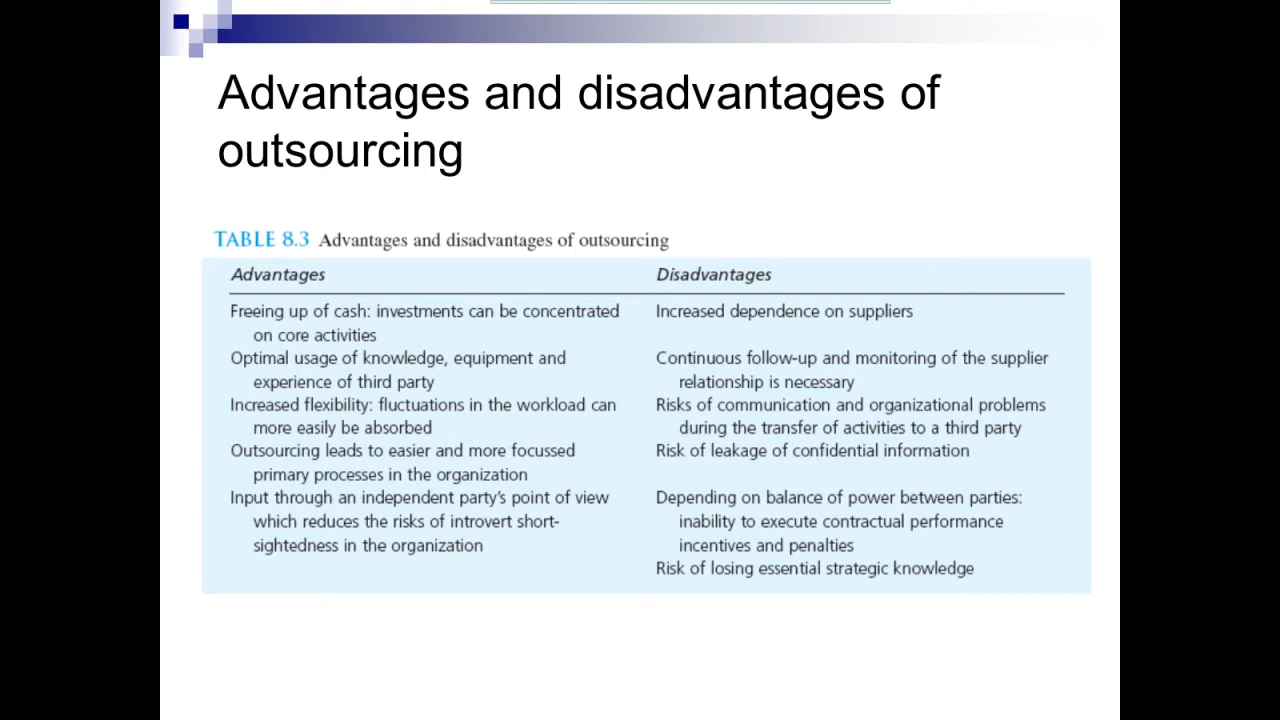 Advantages and disadvantages of
outsourcing
TABLE 8.3 Advantages and disadvantages of outsourcing
Advantages
Disadvantages
Freeing up of cash: investments can be concentrated
on core activities
Increased dependence on suppliers
Optimal usage of knowledge, equipment and
experience of third party
Continuous follow-up and monitoring of the supplier
relationship is necessary
Increased flexibility: fluctuations in the workload can
more easily be absorbed
Risks of communication and organizational problems
during the transfer of activities to a third party
Outsourcing leads to easier and more focussed
primary processes in the organization
Risk of leakage of confidential information
Input through an independent party's point of view
which reduces the risks of introvert short-
sightedness in the organization
Depending on balance of power between parties:
inability to execute contractual performance
incentives and penalties
Risk of losing essential strategic knowledge